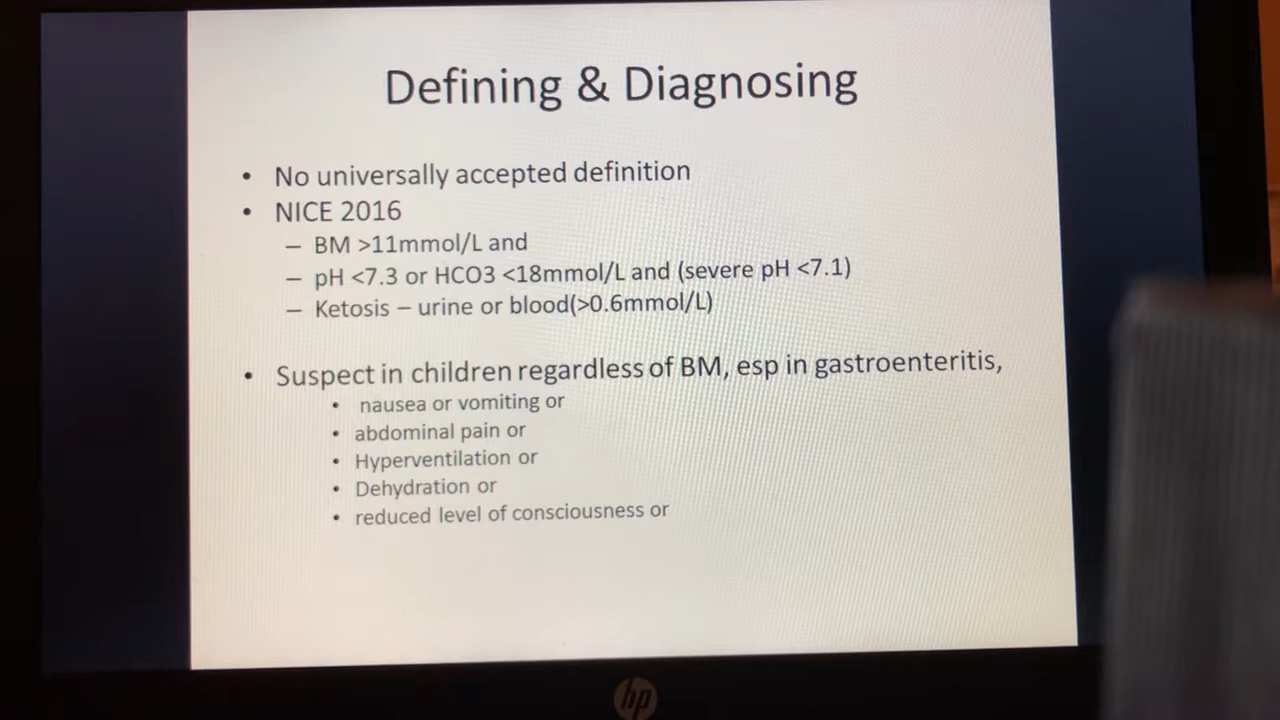 Defining & Diagnosing
• No universally accepted definition
• NICE 2016
– BM >11mmol/L and
– pH <7.3 or HCO3 <18mmol/L and (severe pH <7.1)
– Ketosis – urine or blood(>0.6mmol/L)
• Suspect in children regardless of BM, esp in gastroenteritis,
• nausea or vomiting or
• abdominal pain or
• Hyperventilation or
• Dehydration or
• reduced level of consciousness or
hp